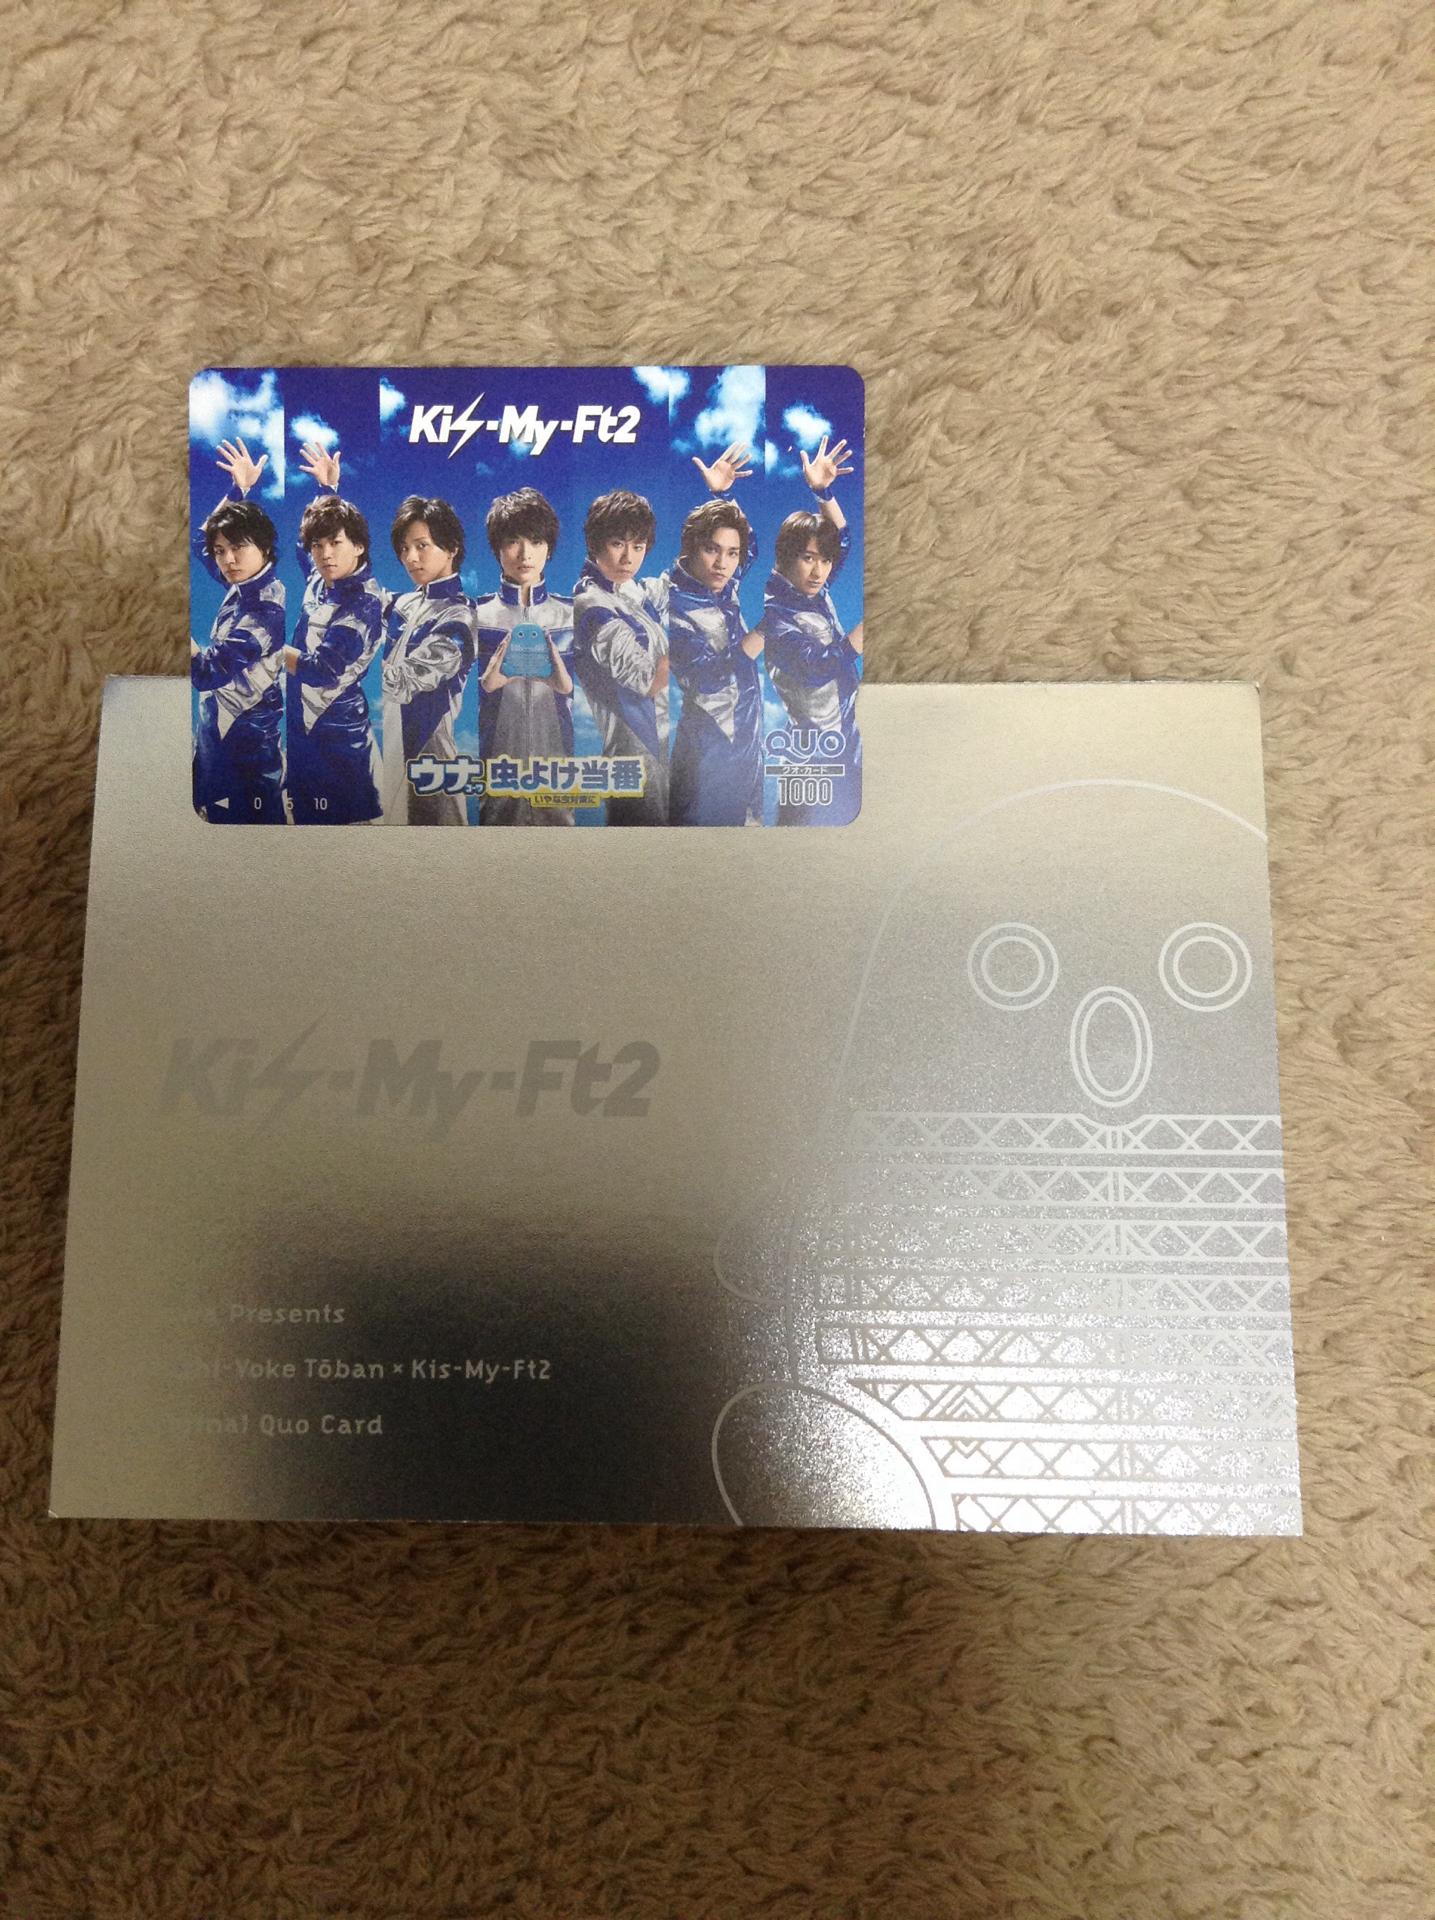 Kis-My-Ft2
ウナコーワ 虫よけ当番
いやな虫対策に
QUO
クオ・カード
1000
0 5 10
Kis-My-Ft2
Presents
Yoke Tōban × Kis-My-Ft2
Quo Card